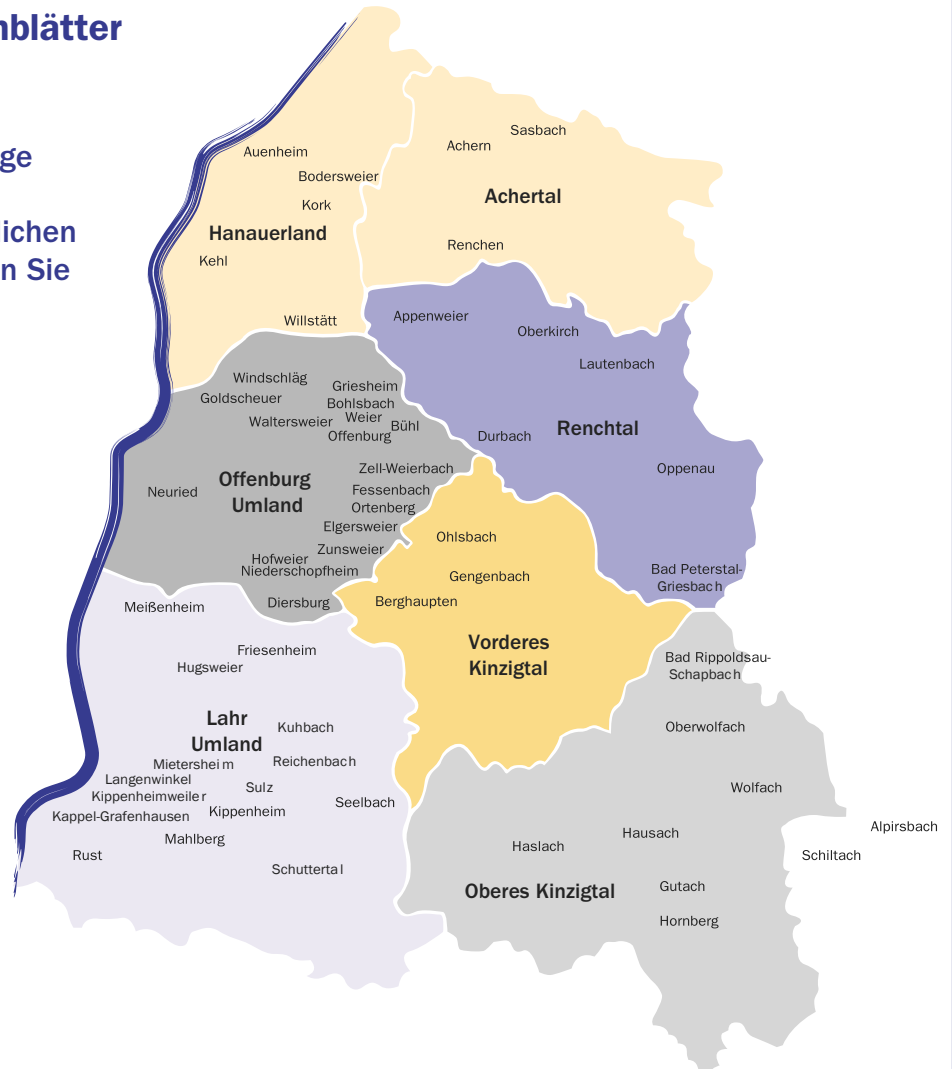 nblätter
ge
lichen
n Sie
Sasbach
Achern
Auenheim
Bodersweier
Achertal
Kork
Hanauerland
Renchen
Kehl
Willstätt
Appenweier
Oberkirch
Lautenbach
Windschläg
Griesheim
Goldscheuer
Bohlsbach
Weier
Waltersweier
Bühl
Offenburg
Durbach
Renchtal
Zell-Weierbach
Oppenau
Offenburg
Umland
Neuried
Fessenbach
Ortenberg
Elgersweier
Ohlsbach
Zunsweier
Hofweier
Niederschopfheim
Gengenbach
Bad Peterstal-
Griesbach
Diersburg
Berghaupten
Meißenheim
Vorderes
Kinzigtal
Friesenheim
Hugsweier
Bad Rippoldsau-
Schapbach
Lahr
Umland
Kuhbach
Oberwolfach
Mietersheim
Reichenbach
Langenwinkel
Sulz
Wolfach
Kippenheimweiler
Seelbach
Kappel-Grafenhausen
Kippenheim
Alpirsbach
Mahlberg
Hausach
Haslach
Rust
Schiltach
Schuttertal
Oberes Kinzigtal
Gutach
Hornberg